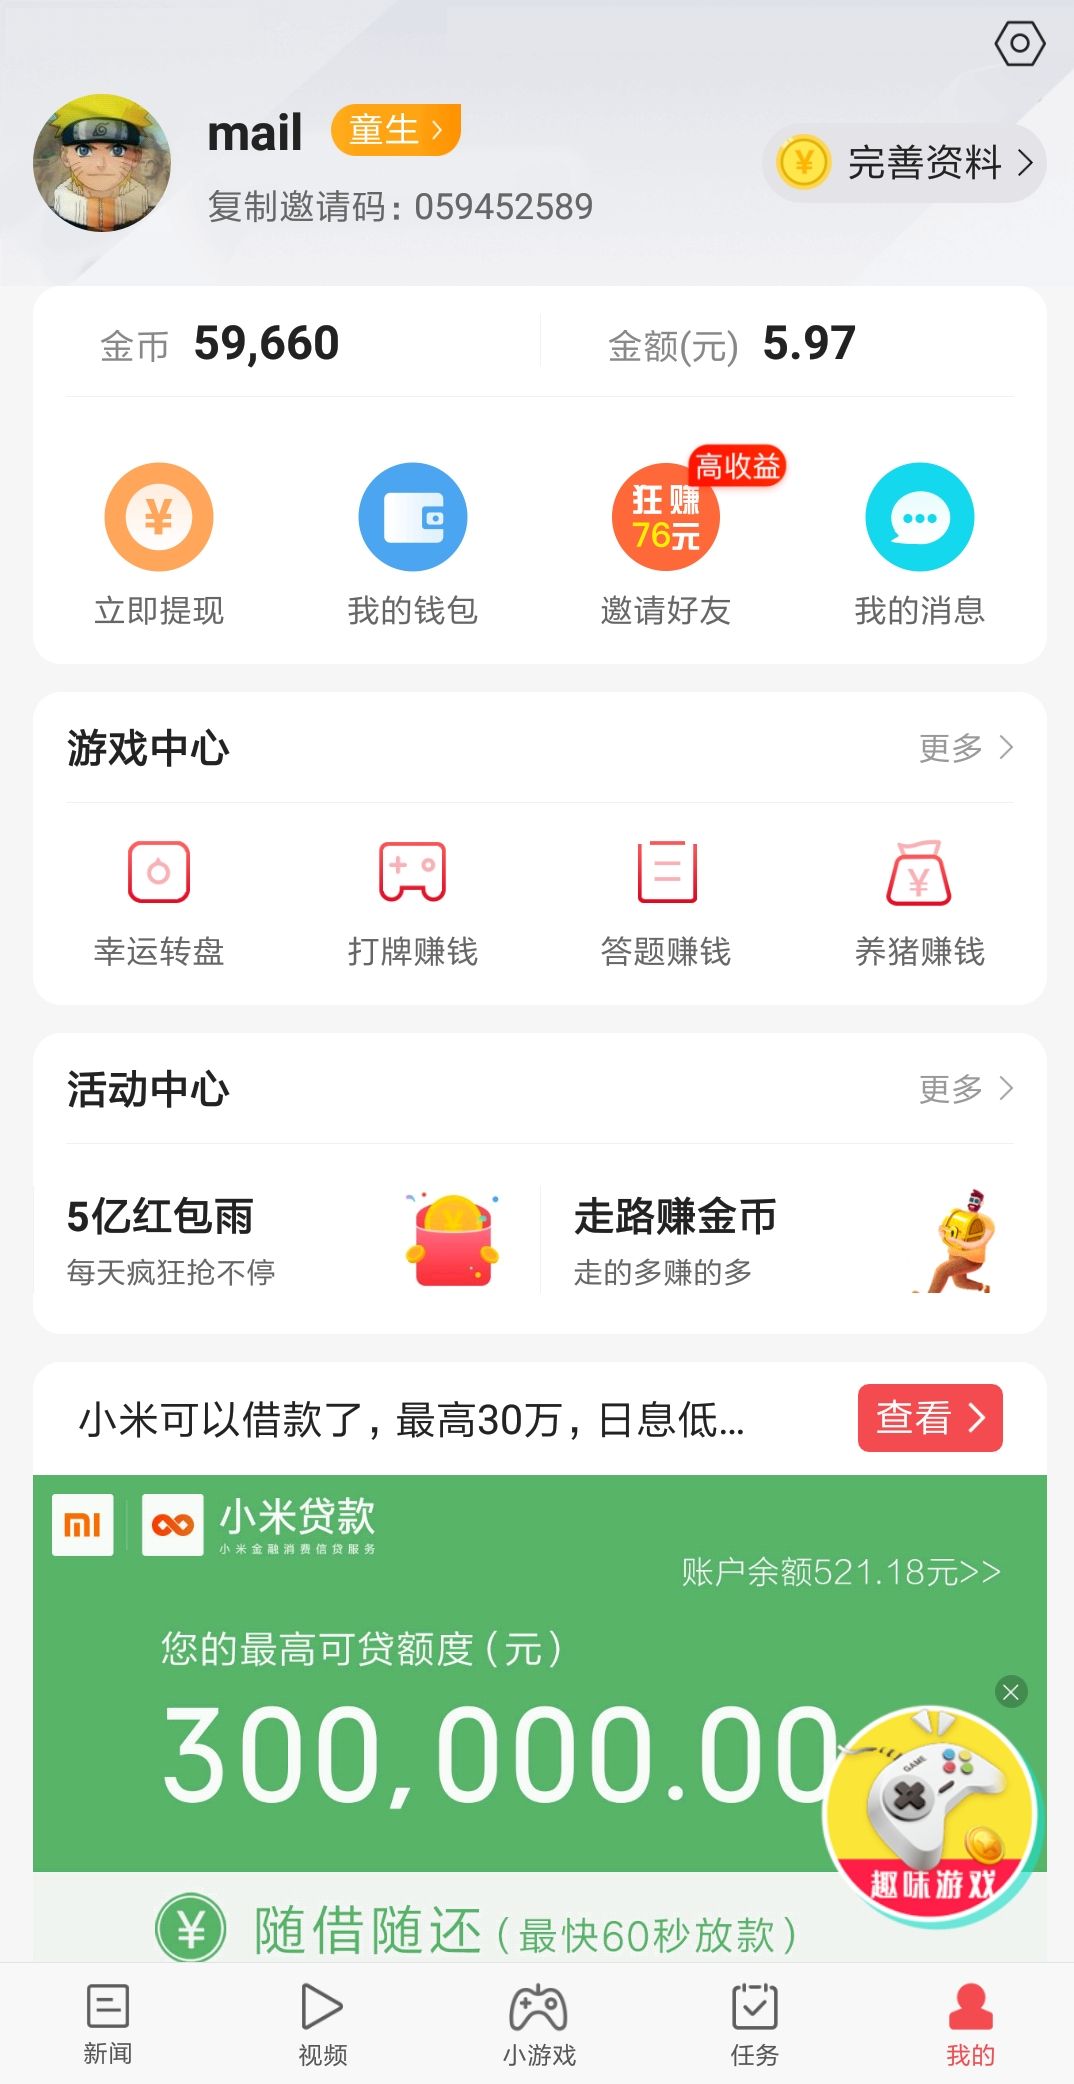 mail
童生
复制邀请码：059452589
¥ 完善资料
金币 59,660
金额(元) 5.97
高收益
¥
狂赚
76元
立即提现
我的钱包
邀请好友
我的消息
游戏中心
更多
¥
幸运转盘
打牌赚钱
答题赚钱
养猪赚钱
活动中心
更多
5亿红包雨
每天疯狂抢不停
¥
走路赚金币
走的多赚的多
小米可以借款了，最高30万，日息低...
查看
MI
小米贷款
小米金融消费信贷服务
账户余额521.18元>>
您的最高可贷额度（元）
300,000.00
GAME
趣味游戏
¥ 随借随还（最快60秒放款）
新闻
视频
小游戏
任务
我的